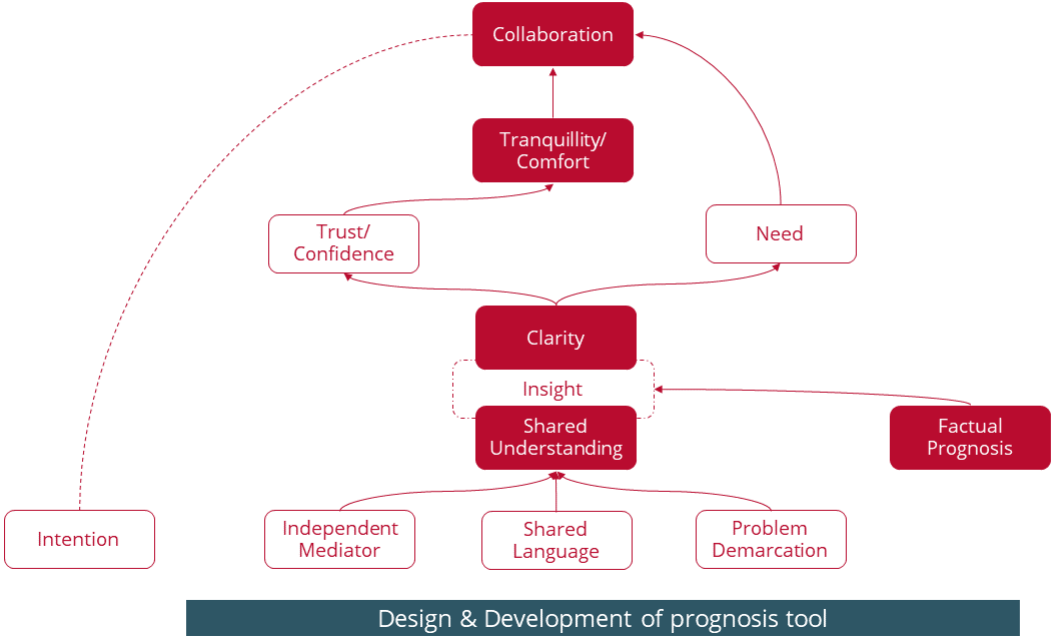 Collaboration
Tranquillity/
Comfort
Trust/
Confidence
Need
Clarity
Insight
Shared
Understanding
Factual
Prognosis
Intention
Independent
Mediator
Shared
Language
Problem
Demarcation
Design & Development of prognosis tool